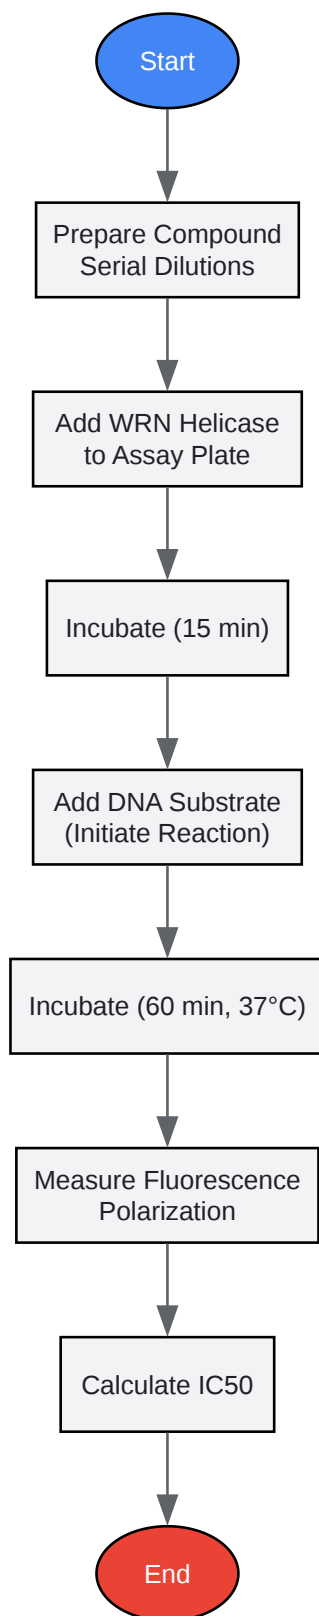 Start
Prepare Compound
Serial Dilutions
Add WRN Helicase
to Assay Plate
Incubate (15 min)
Add DNA Substrate
(Initiate Reaction)
Incubate (60 min, 37°C)
Measure Fluorescence
Polarization
Calculate IC50
End